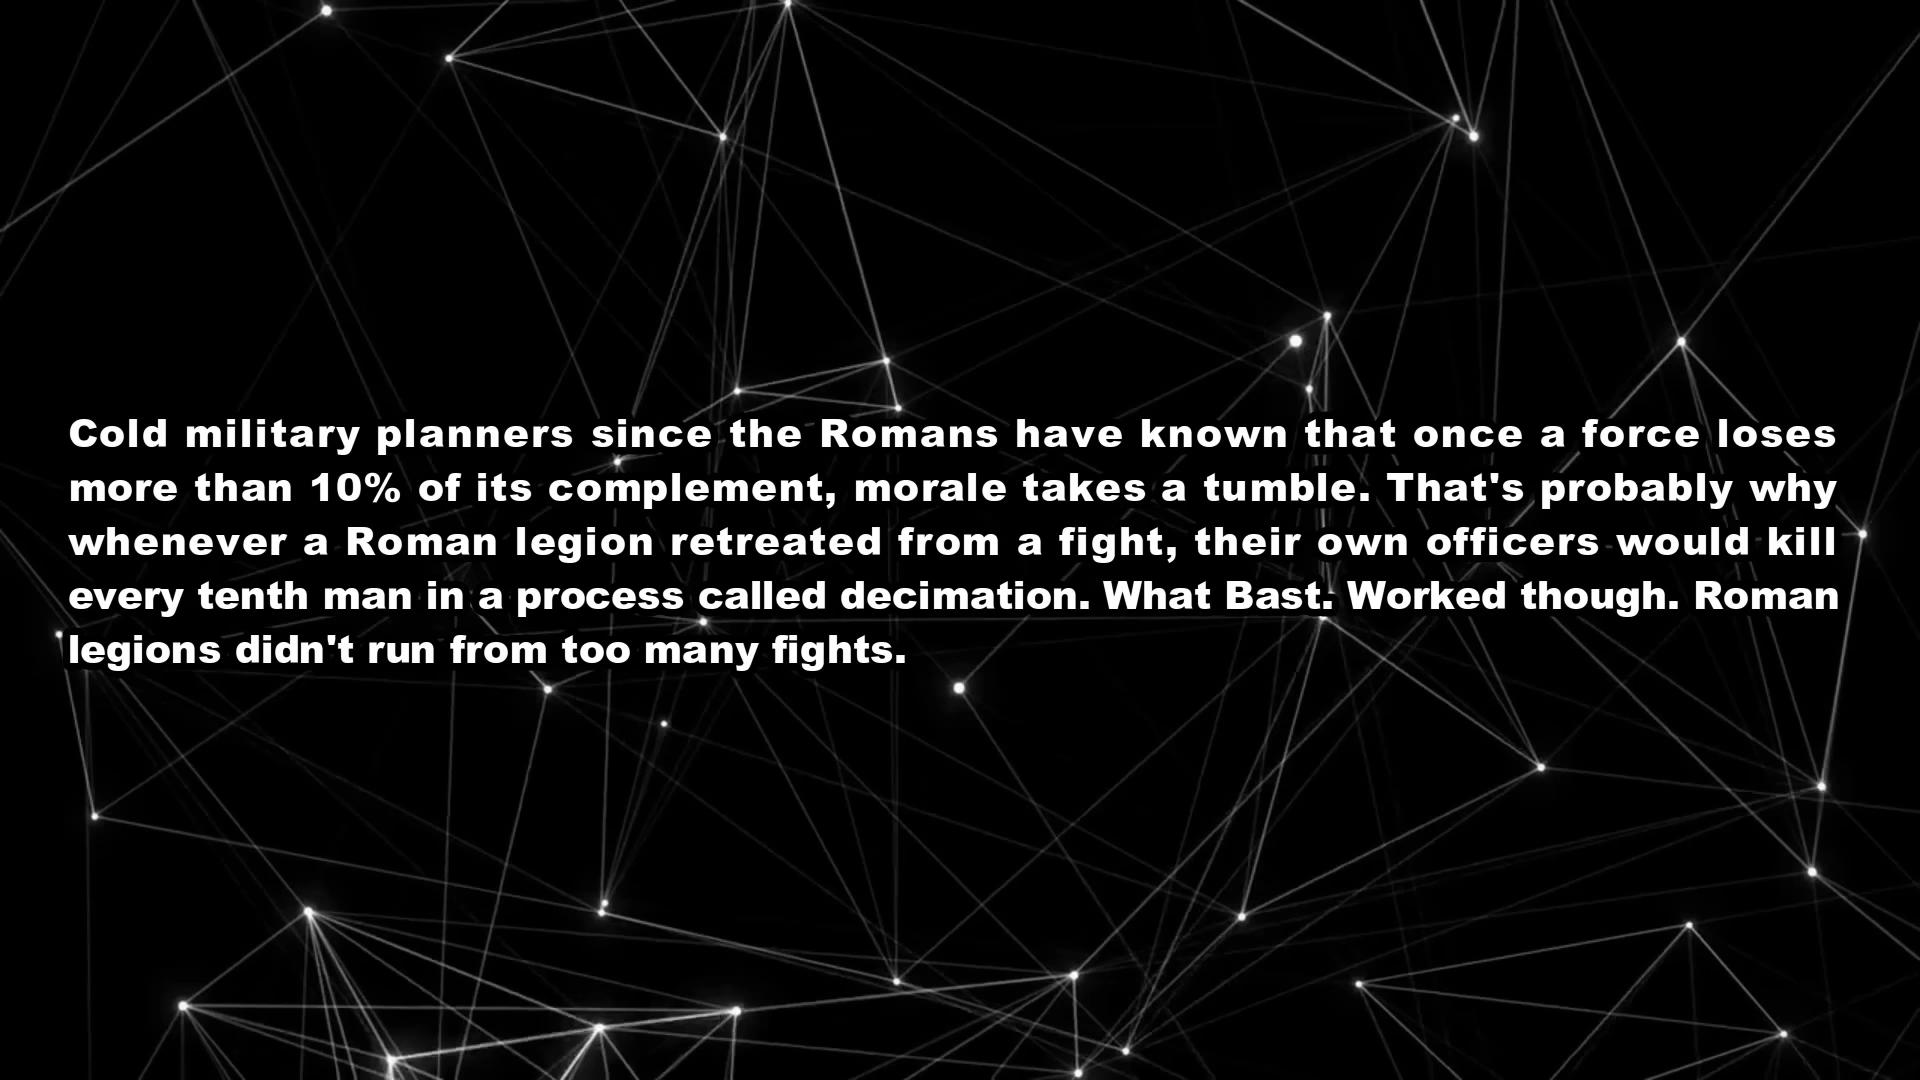 Cold military planners since the Romans have known that once a force loses
more than 10% of its complement, morale takes a tumble. That's probably why
whenever a Roman legion retreated from a fight, their own officers would kill
every tenth man in a process called decimation. What Bast. Worked though. Roman
legions didn't run from too many fights.